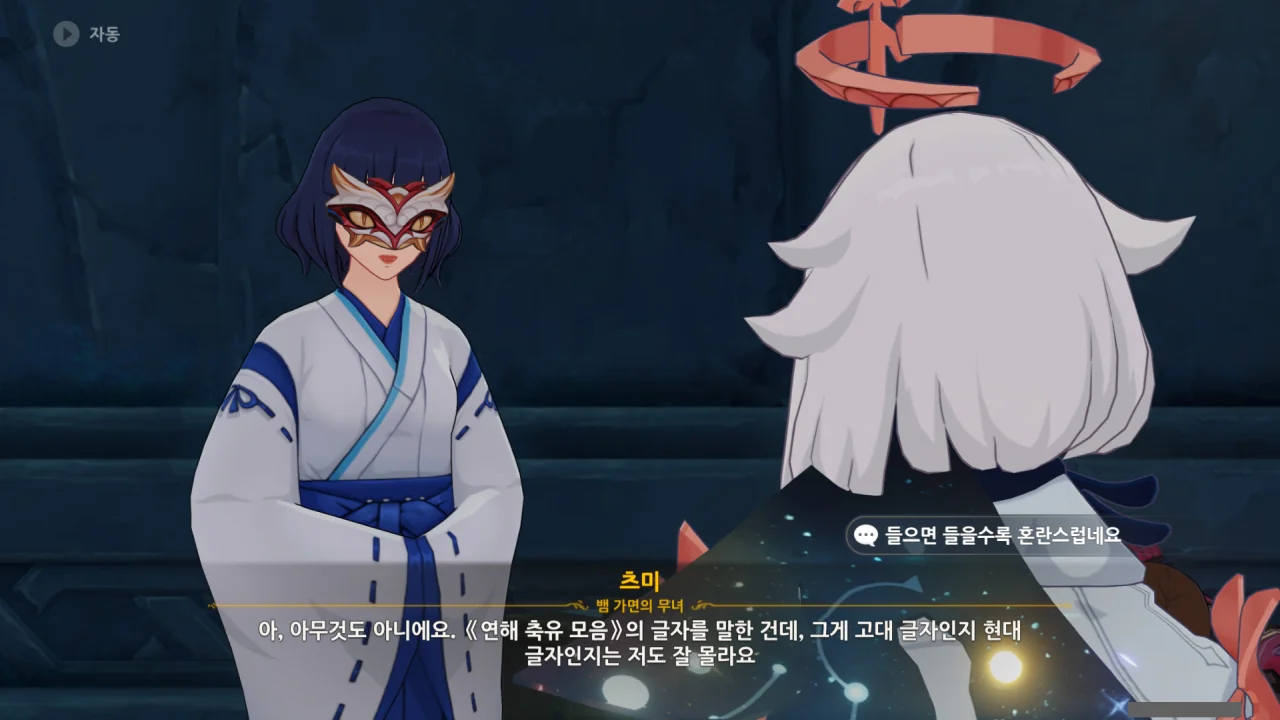 자동
들으면 들을수록 혼란스럽네요
츠미
뱀 가면의 무녀
아, 아무것도 아니에요. 《연해 축유 모음》의 글자를 말한 건데, 그게 고대 글자인지 현대
글자인지는 저도 잘 몰라요